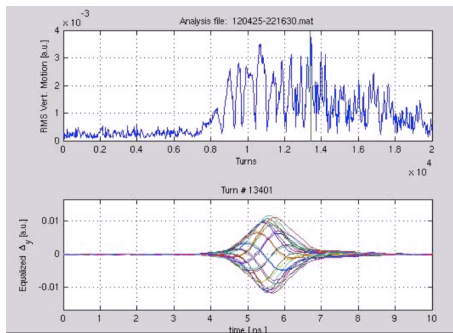 Analysis file: 120425-221630.mat
x 10
-3
RMS Vert. Motion [a.u.]
4
3
2
1
0
0 0.2 0.4 0.6 0.8 1 1.2 1.4 1.6 1.8 2
Turns
x 10
4
Turn # 13401
Equalized Δy [a.u.]
0.01
0
-0.01
0 1 2 3 4 5 6 7 8 9 10
time [ns]